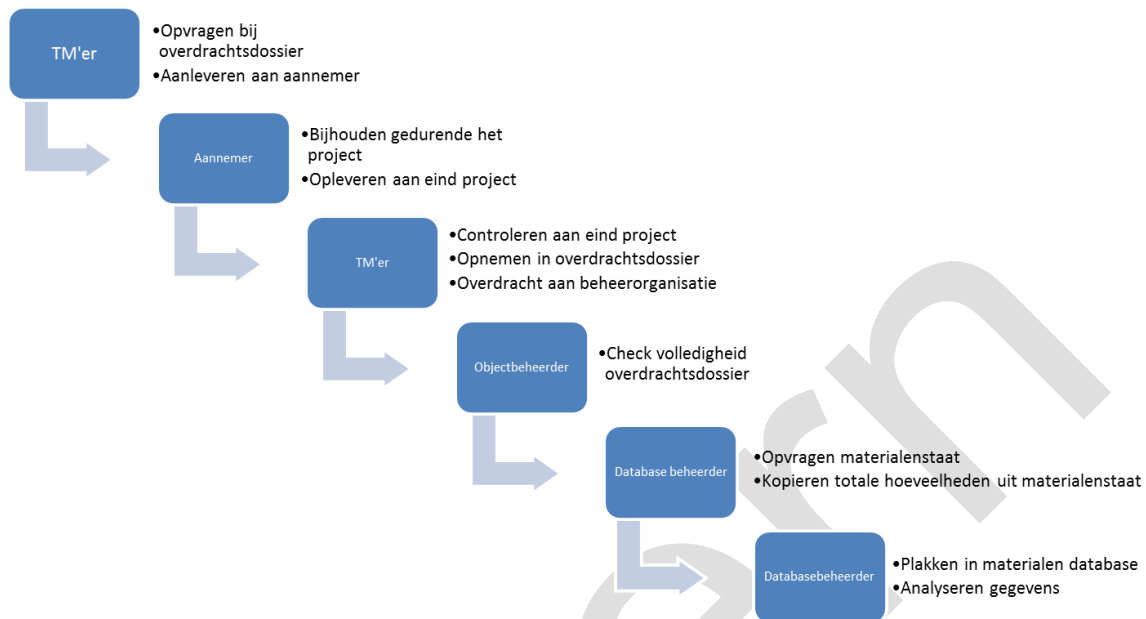 TM'er
•Opvragen bij
overdrachtsdossier
•Aanleveren aan aannemer
Aannemer
•Bijhouden gedurende het
project
•Opleveren aan eind project
TM'er
•Controleren aan eind project
•Opnemen in overdrachtsdossier
•Overdracht aan beheerorganisatie
Objectbeheerder
•Check volledigheid
overdrachtsdossier
Database beheerder
•Opvragen materialenstaat
•Kopieren totale hoeveelheden uit materialenstaat
Databasebeheerder
•Plakken in materialen database
•Analyseren gegevens